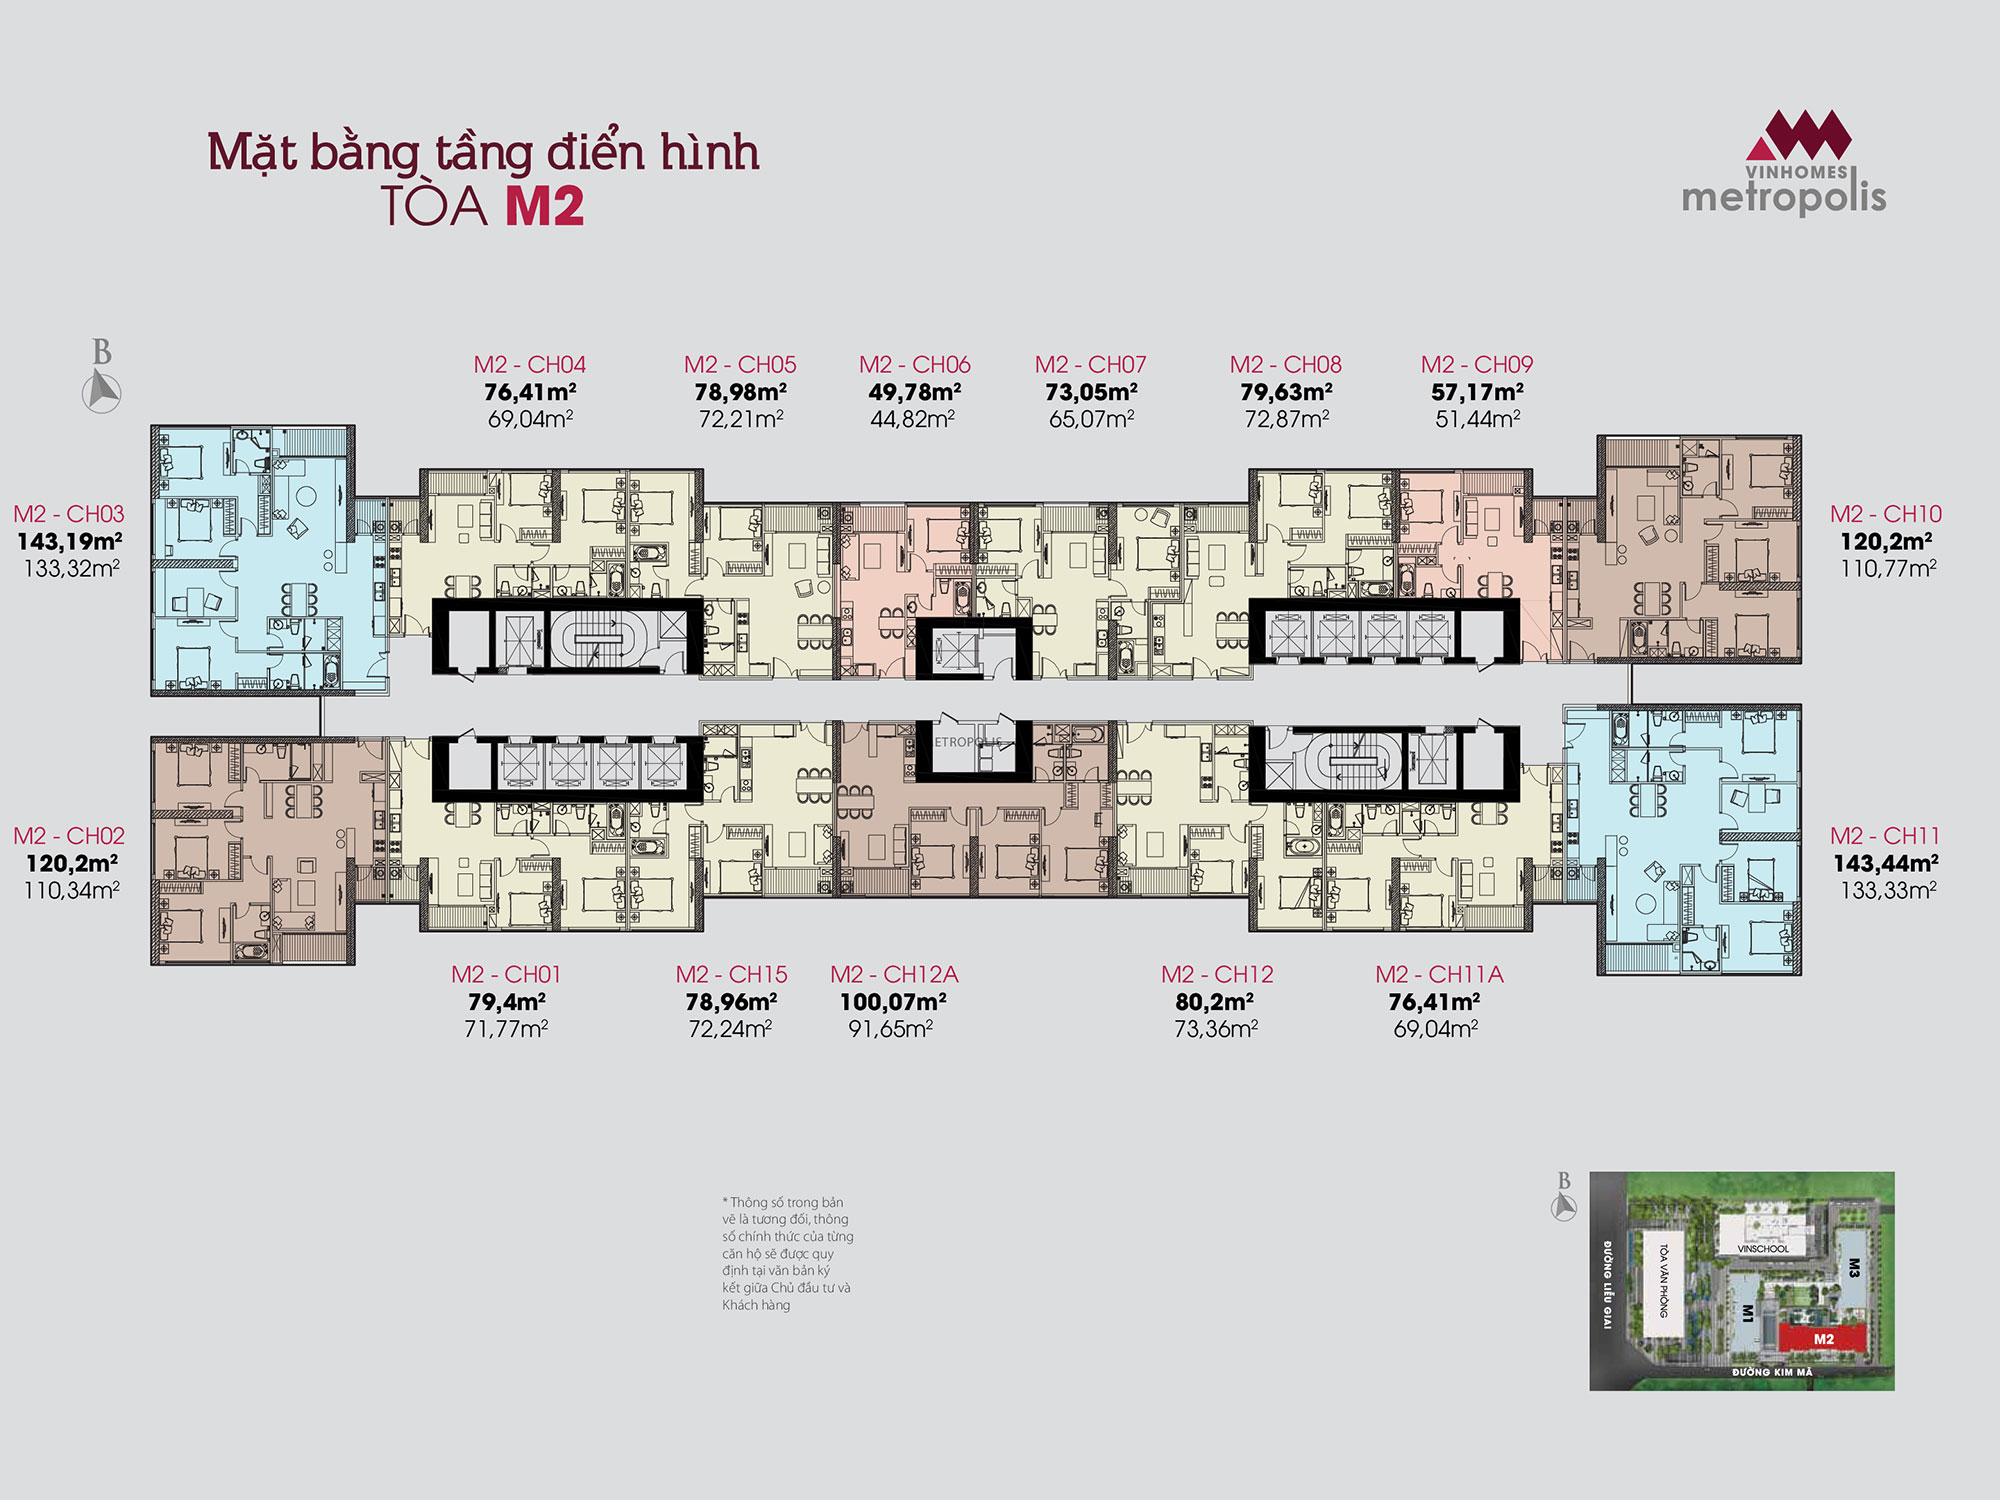 Mặt bằng tầng điển hình
TÒA M2
VINHOMES
metropolis
B
M2 - CH04
76,41m²
69,04m²
M2 - CH05
78,98m²
72,21m²
M2 - CH06
49,78m²
44,82m²
M2 - CH07
73,05m²
65,07m²
M2 - CH08
79,63m²
72,87m²
M2 - CH09
57,17m²
51,44m²
M2 - CH03
143,19m²
133,32m²
M2 - CH10
120,2m²
110,77m²
ETROPOLIS
M2 - CH02
120,2m²
110,34m²
M2 - CH11
143,44m²
133,33m²
M2 - CH01
79,4m²
71,77m²
M2 - CH15
78,96m²
72,24m²
M2 - CH12A
100,07m²
91,65m²
M2 - CH12
80,2m²
73,36m²
M2 - CH11A
76,41m²
69,04m²
* Thông số trong bản
vẽ là tương đối, thông
số chính thức của từng
căn hộ sẽ được quy
định tại văn bản ký
kết giữa Chủ đầu tư và
Khách hàng
B
ĐƯỜNG LIỄU GIAI
TÒA VĂN PHÒNG
VINSCHOOL
M3
M1
M2
ĐƯỜNG KIM MÃ